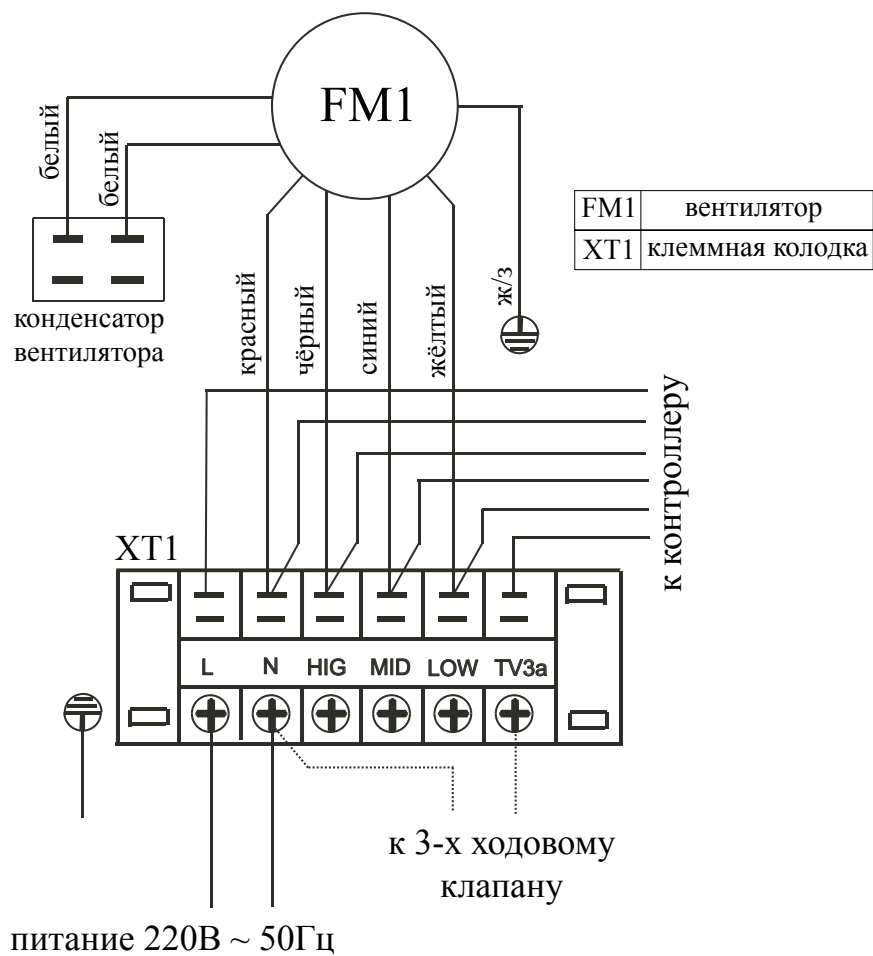 FM1
белый
белый
FM1 вентилятор
XT1 клеммная колодка
конденсатор
вентилятора
красный
чёрный
синий
жёлтый
ж/з
к контроллеру
XT1
L N HIG MID LOW TV3a
к 3-х ходовому
клапану
питание 220В ~ 50Гц